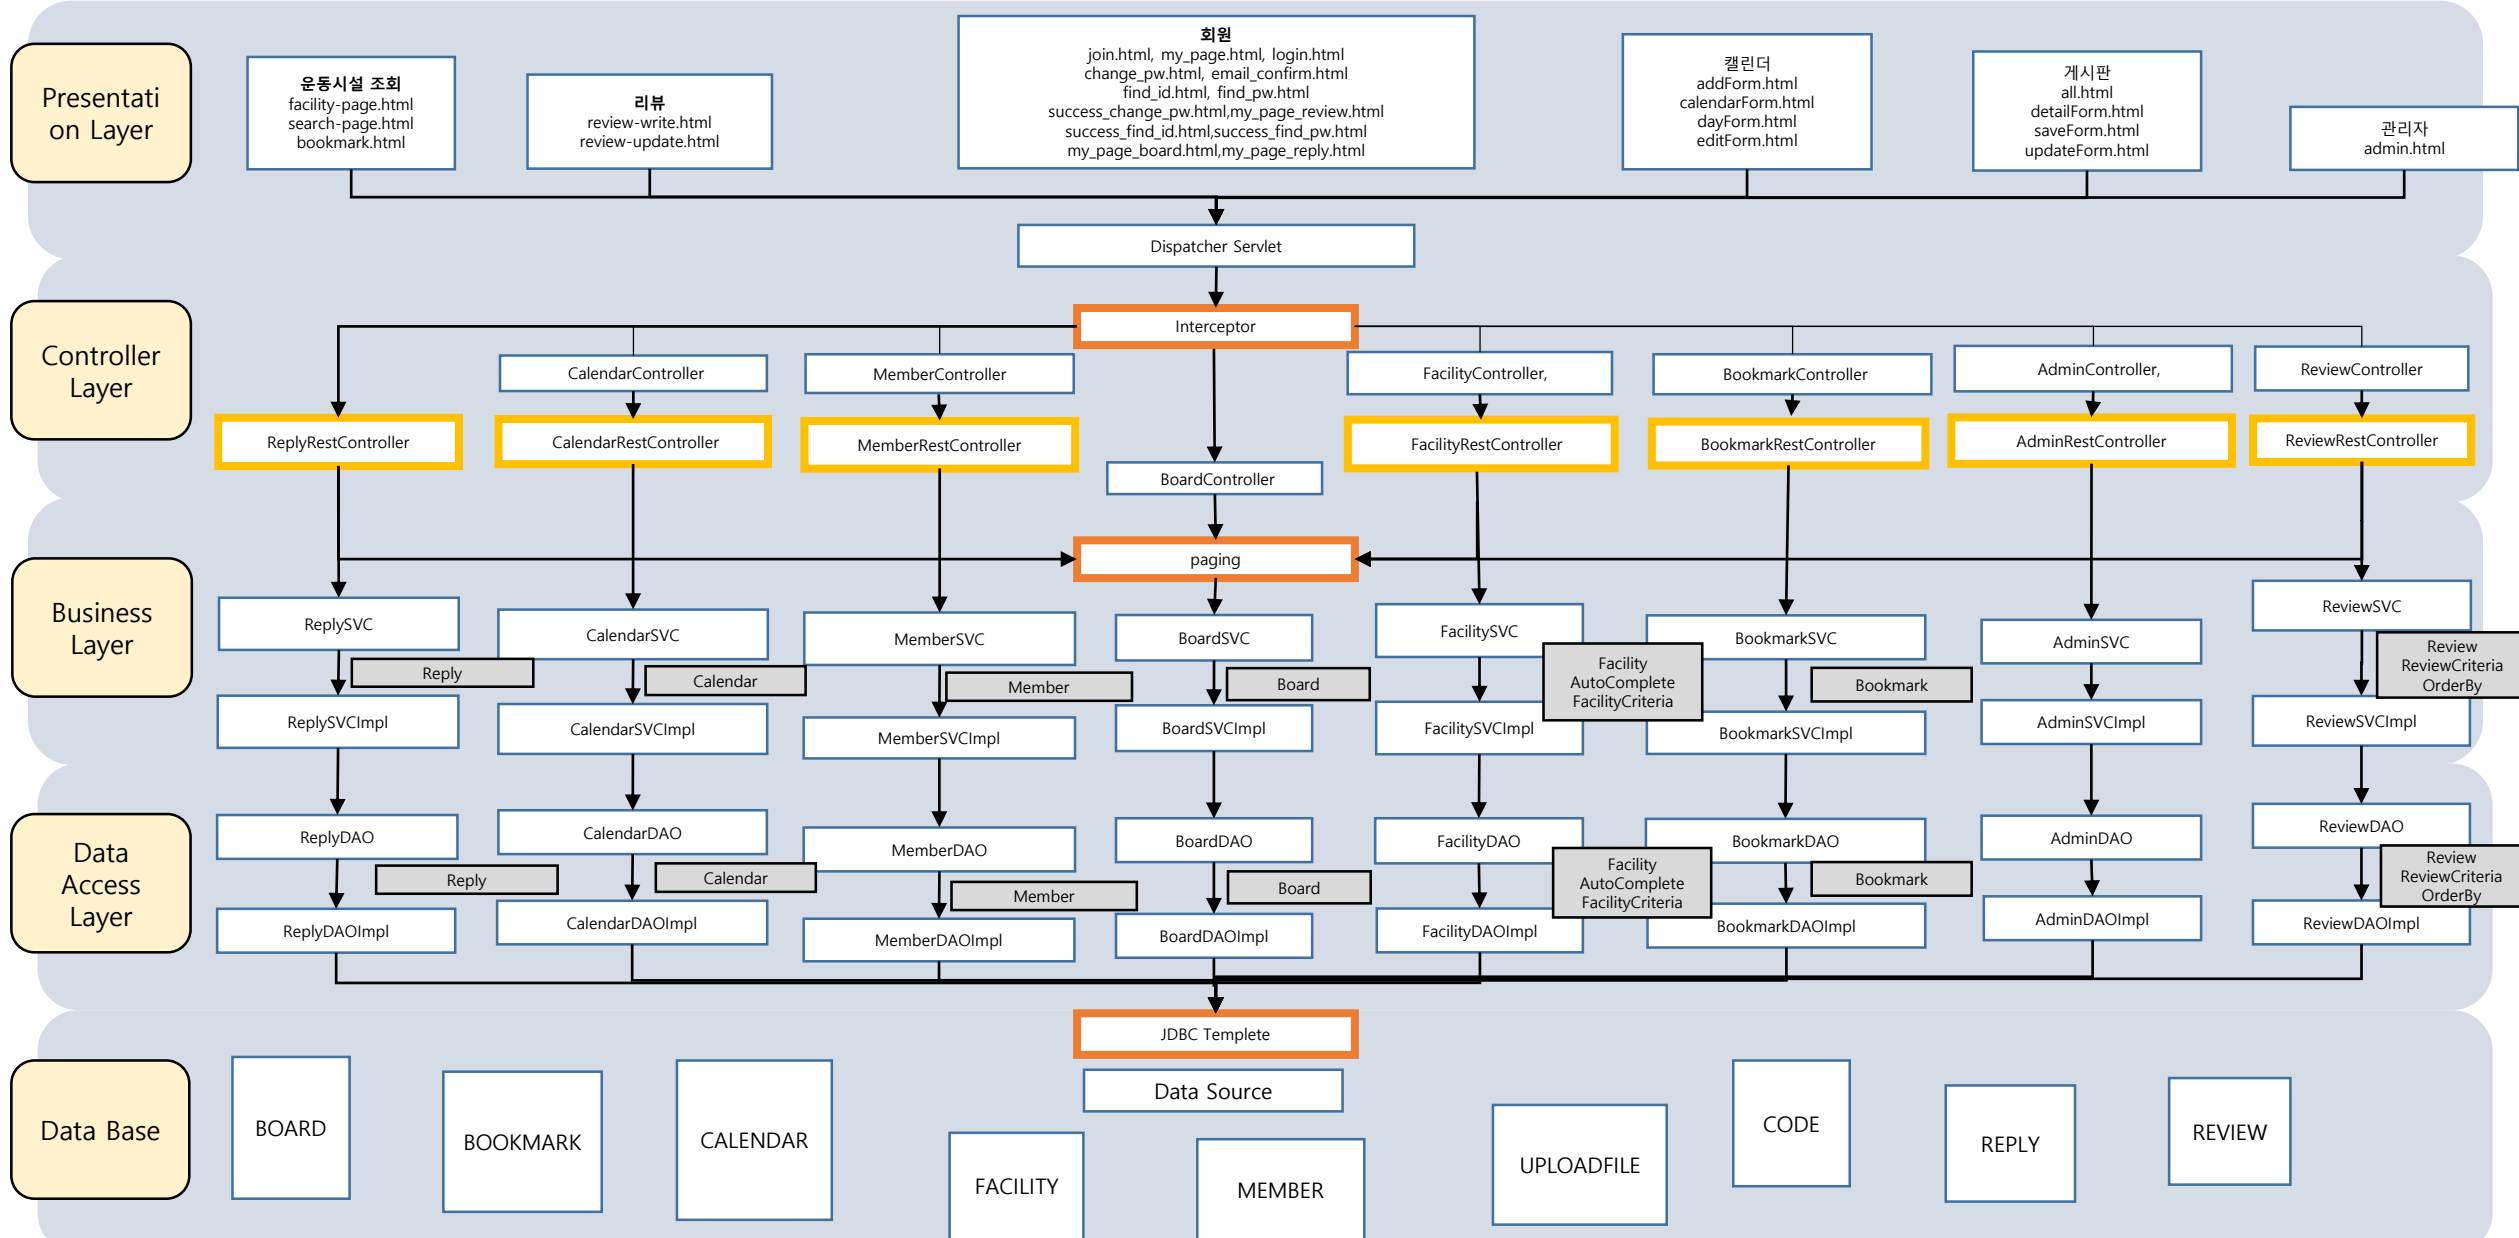 Presentati
on Layer
운동시설 조회
facility-page.html
search-page.html
bookmark.html
리뷰
review-write.html
review-update.html
회원
join.html, my_page.html, login.html
change_pw.html, email_confirm.html
find_id.html, find_pw.html
success_change_pw.html,my_page_review.html
success_find_id.html,success_find_pw.html
my_page_board.html,my_page_reply.html
캘린더
addForm.html
calendarForm.html
dayForm.html
editForm.html
게시판
all.html
detailForm.html
saveForm.html
updateForm.html
관리자
admin.html
Dispatcher Servlet
Controller
Layer
Interceptor
CalendarController
MemberController
FacilityController,
BookmarkController
AdminController,
ReviewController
ReplyRestController
CalendarRestController
MemberRestController
FacilityRestController
BookmarkRestController
AdminRestController
ReviewRestController
BoardController
Business
Layer
paging
ReplySVC
CalendarSVC
MemberSVC
BoardSVC
FacilitySVC
BookmarkSVC
AdminSVC
ReviewSVC
Reply
Calendar
Member
Board
Facility
AutoComplete
FacilityCriteria
Bookmark
Review
ReviewCriteria
OrderBy
ReplySVCImpl
CalendarSVCImpl
MemberSVCImpl
BoardSVCImpl
FacilitySVCImpl
BookmarkSVCImpl
AdminSVCImpl
ReviewSVCImpl
Data
Access
Layer
ReplyDAO
CalendarDAO
MemberDAO
BoardDAO
FacilityDAO
BookmarkDAO
AdminDAO
ReviewDAO
Reply
Calendar
Member
Board
Facility
AutoComplete
FacilityCriteria
Bookmark
Review
ReviewCriteria
OrderBy
ReplyDAOImpl
CalendarDAOImpl
MemberDAOImpl
BoardDAOImpl
FacilityDAOImpl
BookmarkDAOImpl
AdminDAOImpl
ReviewDAOImpl
JDBC Templete
Data Source
Data Base
BOARD
BOOKMARK
CALENDAR
FACILITY
MEMBER
UPLOADFILE
CODE
REPLY
REVIEW